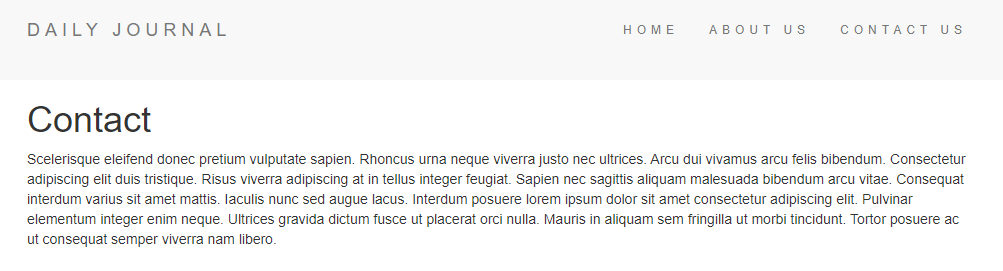 DAILY JOURNAL
HOME ABOUT US CONTACT US
Contact
Scelerisque eleifend donec pretium vulputate sapien. Rhoncus urna neque viverra justo nec ultrices. Arcu dui vivamus arcu felis bibendum. Consectetur
adipiscing elit duis tristique. Risus viverra adipiscing at in tellus integer feugiat. Sapien nec sagittis aliquam malesuada bibendum arcu vitae. Consequat
interdum varius sit amet mattis. Iaculis nunc sed augue lacus. Interdum posuere lorem ipsum dolor sit amet consectetur adipiscing elit. Pulvinar
elementum integer enim neque. Ultrices gravida dictum fusce ut placerat orci nulla. Mauris in aliquam sem fringilla ut morbi tincidunt. Tortor posuere ac
ut consequat semper viverra nam libero.